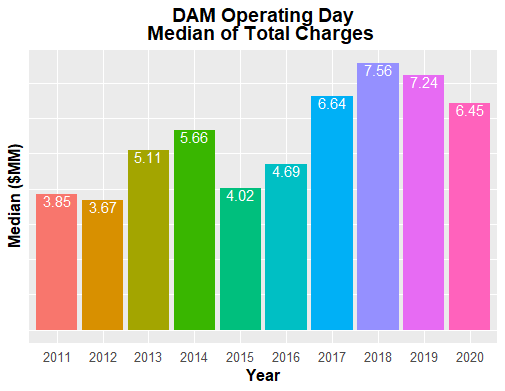 DAM Operating Day
Median of Total Charges
Median ($MM)
3.85
3.67
5.11
5.66
4.02
4.69
6.64
7.56
7.24
6.45
2011 2012 2013 2014 2015 2016 2017 2018 2019 2020
Year